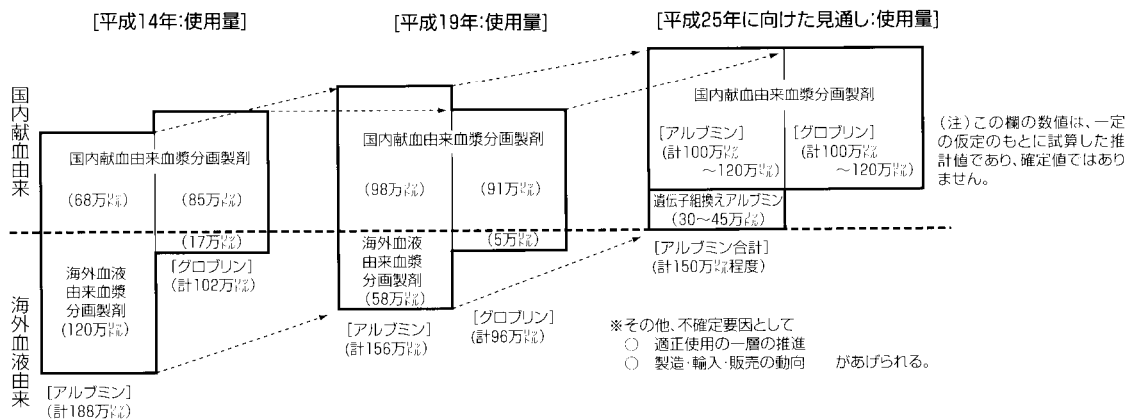 [平成14年:使用量]
[平成19年:使用量]
[平成25年に向けた見通し:使用量]
国内献血由来
海外血液由来
国内献血由来血漿分画製剤
(68万㍑)
(85万㍑)
(17万㍑)
海外血液
由来血漿
分画製剤
(120万㍑)
[グロブリン]
(計102万㍑)
[アルブミン]
(計188万㍑)
国内献血由来血漿分画製剤
(98万㍑)
(91万㍑)
(5万㍑)
海外血液
由来血漿
分画製剤
(58万㍑)
[アルブミン]
(計156万㍑)
[グロブリン]
(計96万㍑)
国内献血由来血漿分画製剤
[アルブミン]
(計100万㍑
~120万㍑)
[グロブリン]
(計100万㍑
~120万㍑)
遺伝子組換えアルブミン
(30~45万㍑)
[アルブミン合計]
(計150万㍑程度)
(注)この欄の数値は、一定
の仮定のもとに試算した推
計値であり、確定値ではあり
ません。
※その他、不確定要因として
○ 適正使用の一層の推進
○ 製造・輸入・販売の動向 があげられる。